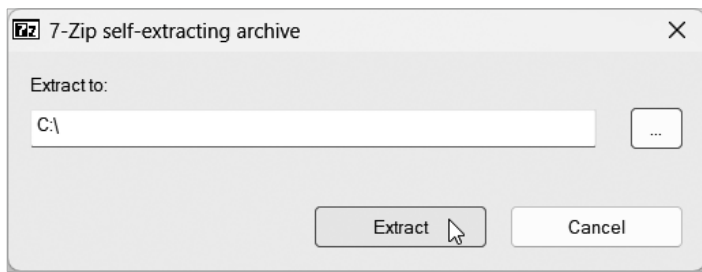 7z 7-Zip self-extracting archive
Extract to:
C:\
...
Extract
Cancel